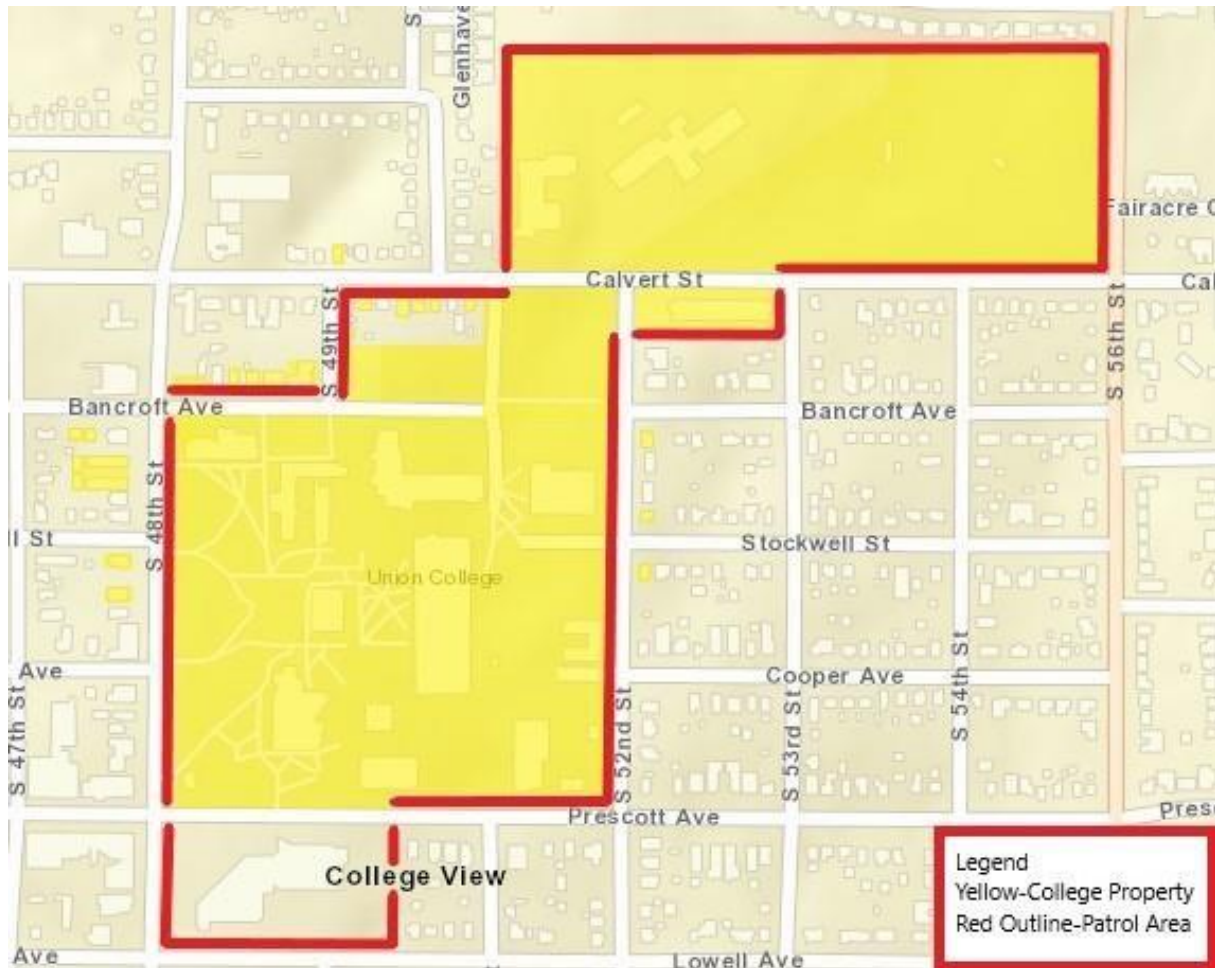 S
Glenhave
Fairacre C
Calvert St
Cal
S 49th St
S 56th St
Bancroft Ave
Bancroft Ave
S 48th St
ll St
Stockwell St
Union College
Ave
Cooper Ave
S 47th St
S 52nd St
S 53rd St
S 54th St
Prescott Ave
Pres
College View
Legend
Yellow-College Property
Red Outline-Patrol Area
Ave
Lowell Ave